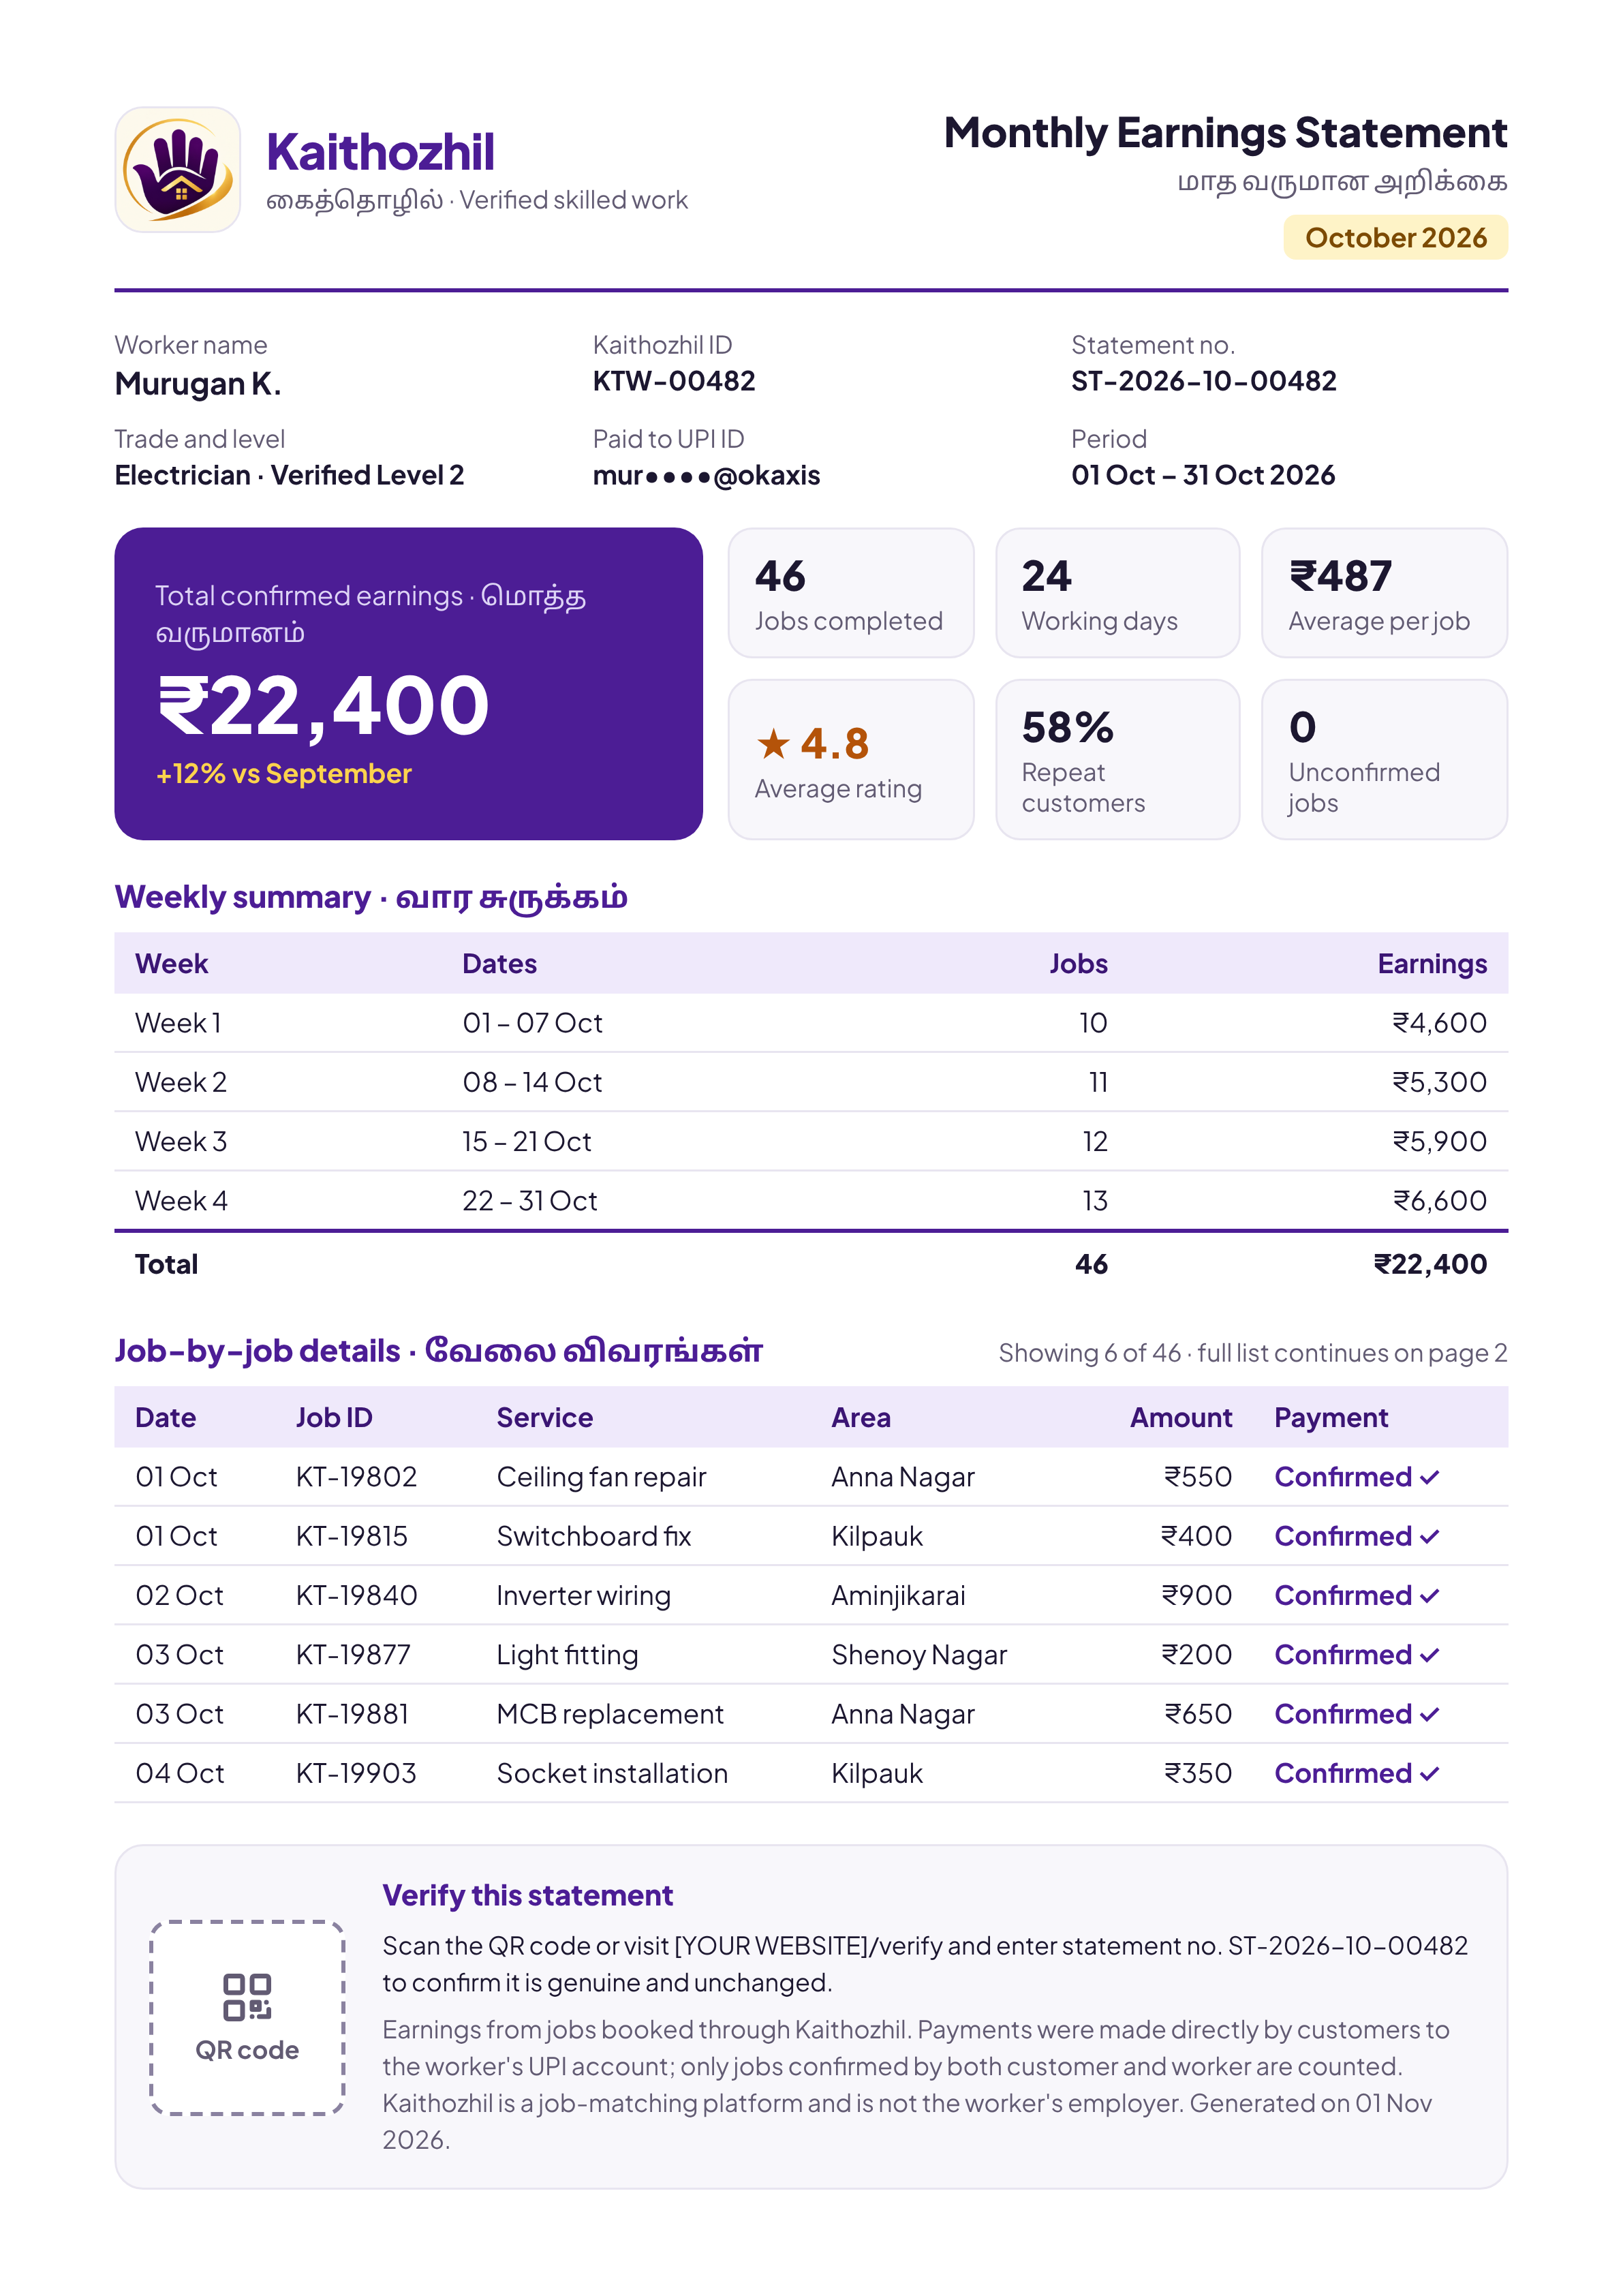 Kaithozhil
கைத்தொழில் · Verified skilled work
Monthly Earnings Statement
மாத வருமான அறிக்கை
October 2026
Worker name
Murugan K.
Kaithozhil ID
KTW-00482
Statement no.
ST-2026-10-00482
Trade and level
Electrician · Verified Level 2
Paid to UPI ID
mur●●●●@okaxis
Period
01 Oct – 31 Oct 2026
Total confirmed earnings · மொத்த
வருமானம்
₹22,400
+12% vs September
46
Jobs completed
24
Working days
₹487
Average per job
★ 4.8
Average rating
58%
Repeat
customers
0
Unconfirmed
jobs
Weekly summary · வார சுருக்கம்
Week Dates Jobs Earnings
Week 1 01 – 07 Oct 10 ₹4,600
Week 2 08 – 14 Oct 11 ₹5,300
Week 3 15 – 21 Oct 12 ₹5,900
Week 4 22 – 31 Oct 13 ₹6,600
Total 46 ₹22,400
Job-by-job details · வேலை விவரங்கள்
Showing 6 of 46 · full list continues on page 2
Date Job ID Service Area Amount Payment
01 Oct KT-19802 Ceiling fan repair Anna Nagar ₹550 Confirmed ✓
01 Oct KT-19815 Switchboard fix Kilpauk ₹400 Confirmed ✓
02 Oct KT-19840 Inverter wiring Aminjikarai ₹900 Confirmed ✓
03 Oct KT-19877 Light fitting Shenoy Nagar ₹200 Confirmed ✓
03 Oct KT-19881 MCB replacement Anna Nagar ₹650 Confirmed ✓
04 Oct KT-19903 Socket installation Kilpauk ₹350 Confirmed ✓
QR code
Verify this statement
Scan the QR code or visit [YOUR WEBSITE]/verify and enter statement no. ST-2026-10-00482
to confirm it is genuine and unchanged.
Earnings from jobs booked through Kaithozhil. Payments were made directly by customers to
the worker's UPI account; only jobs confirmed by both customer and worker are counted.
Kaithozhil is a job-matching platform and is not the worker's employer. Generated on 01 Nov
2026.